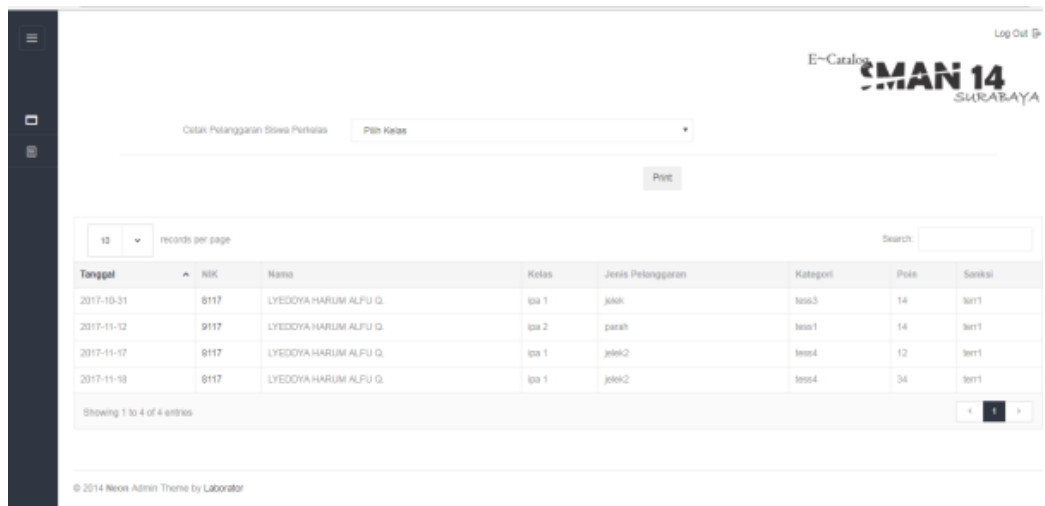 Log Out
E~Catalog
SMAN 14
SURABAYA
Cetak Pelanggaran Siswa Perkelas Pilih Kelas
Print
10 records per page Search:
Tanggal NIK Nama Kelas Jenis Pelanggaran Kategori Poin Sanksi
2017-10-31 8117 LYEDDYA HARUM ALFU Q. ipa 1 jelek tess3 14 terr1
2017-11-12 9117 LYEDDYA HARUM ALFU Q. ipa 2 parah tess1 14 terr1
2017-11-17 8117 LYEDDYA HARUM ALFU Q. ipa 1 jelek2 tess4 12 terr1
2017-11-18 8117 LYEDDYA HARUM ALFU Q. ipa 1 jelek2 tess4 34 terr1
Showing 1 to 4 of 4 entries 1
© 2014 Neon Admin Theme by Laborator